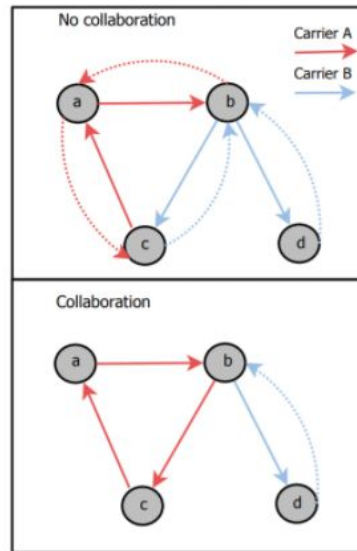 No collaboration
Carrier A
Carrier B
a
b
c
d
Collaboration
a
b
c
d